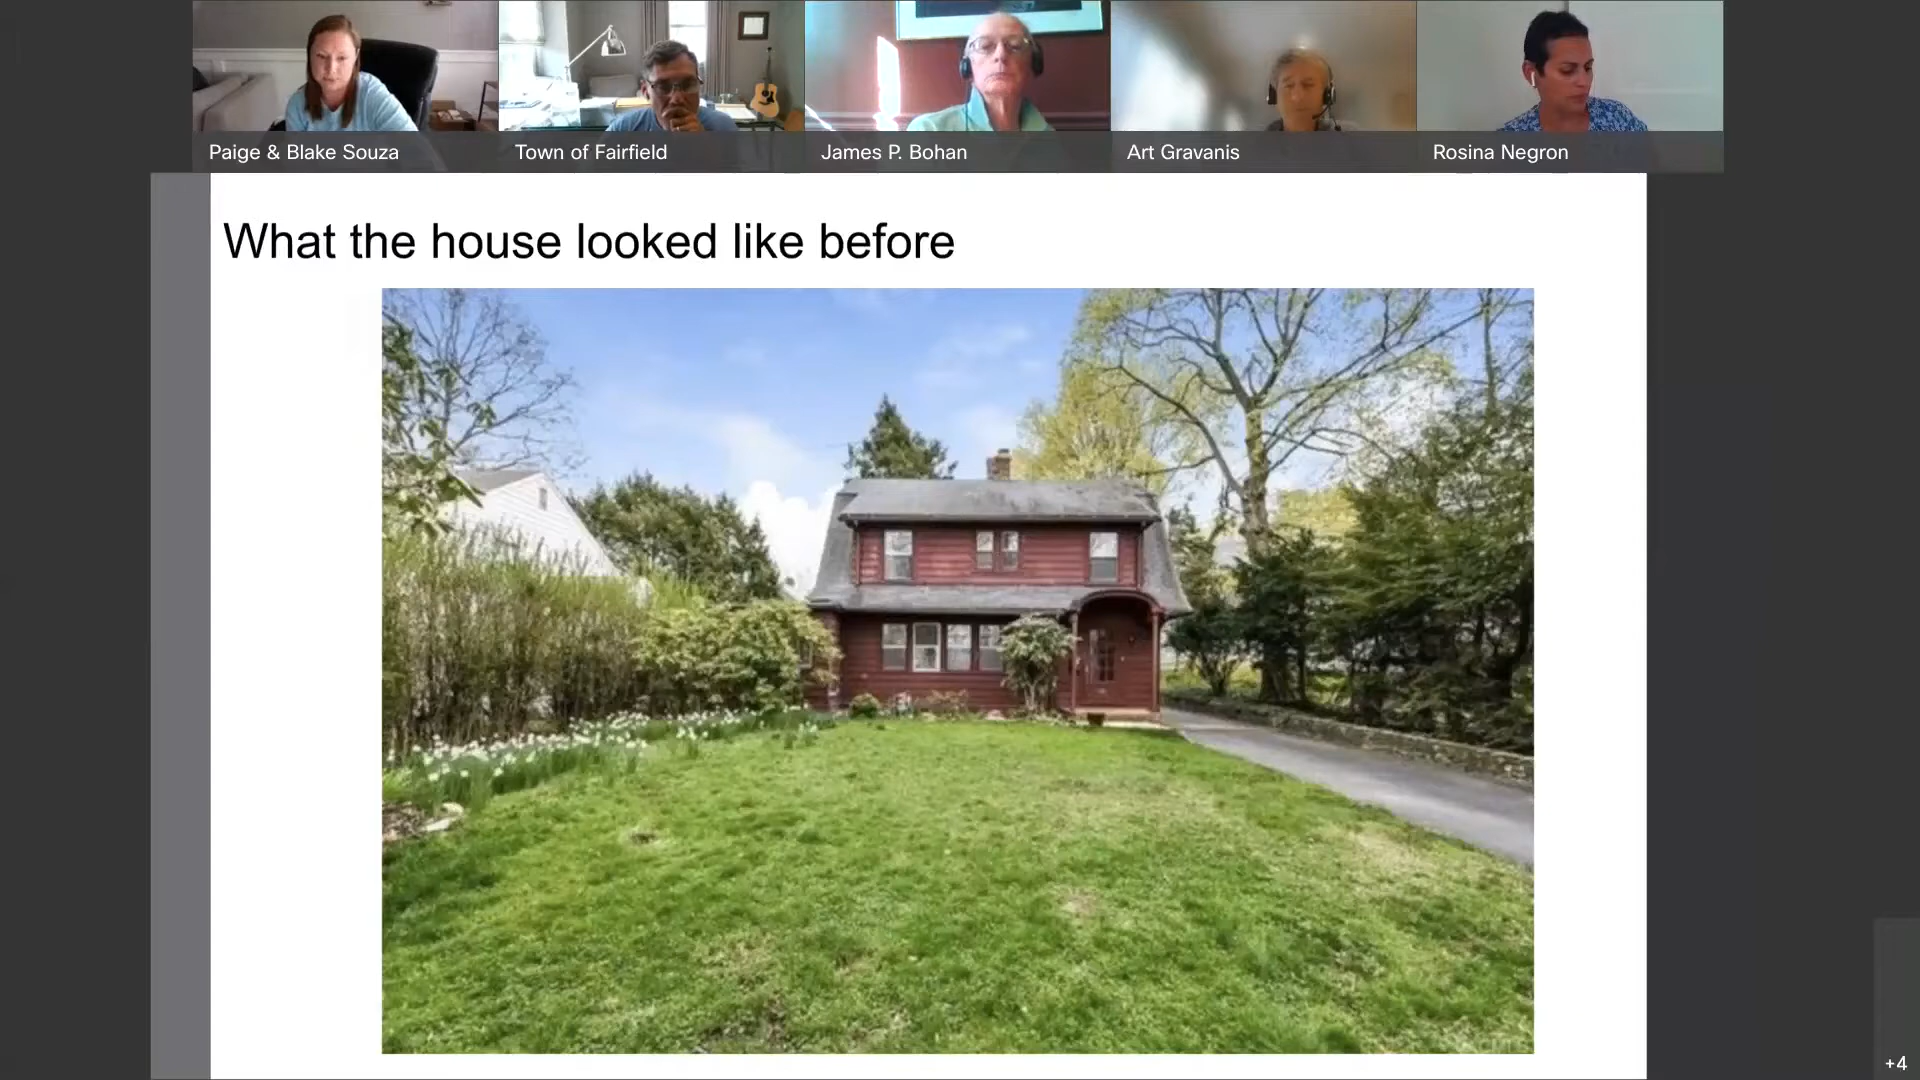 Paige & Blake Souza
Town of Fairfield
James P. Bohan
Art Gravanis
Rosina Negron
What the house looked like before
+4